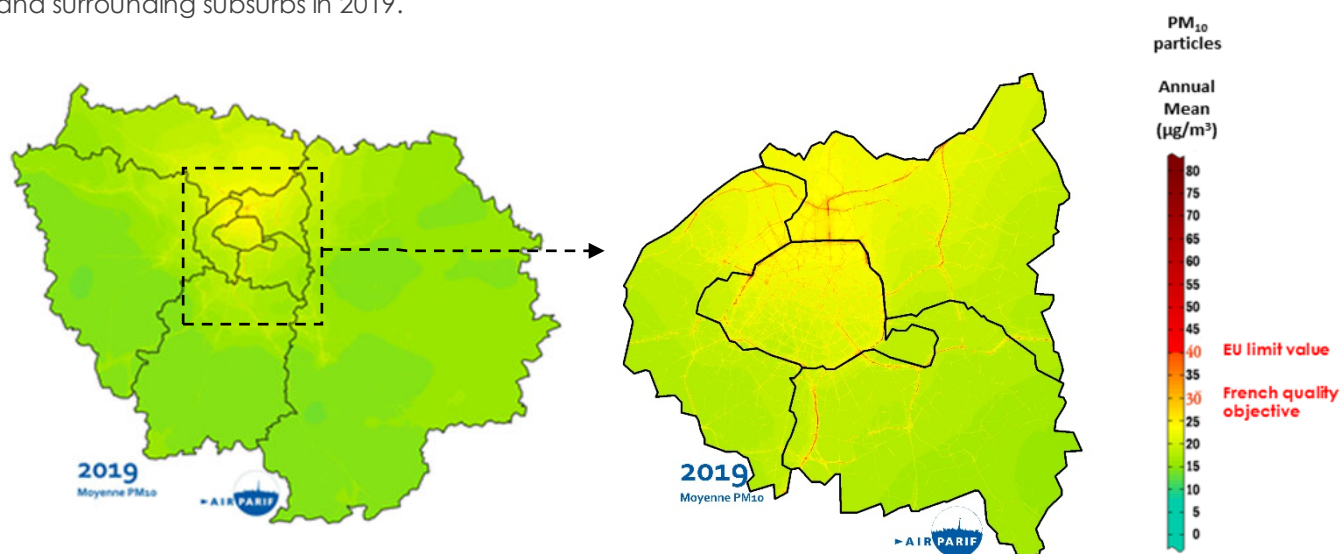 and surrounding subsurbs in 2019.
PM10
particles
Annual
Mean
(µg/m³)
80
75
70
65
60
55
50
45
40 EU limit value
35
30 French quality
objective
25
20
15
10
5
0
2019
Moyenne PM10
AIRPARIF
2019
Moyenne PM10
AIRPARIF